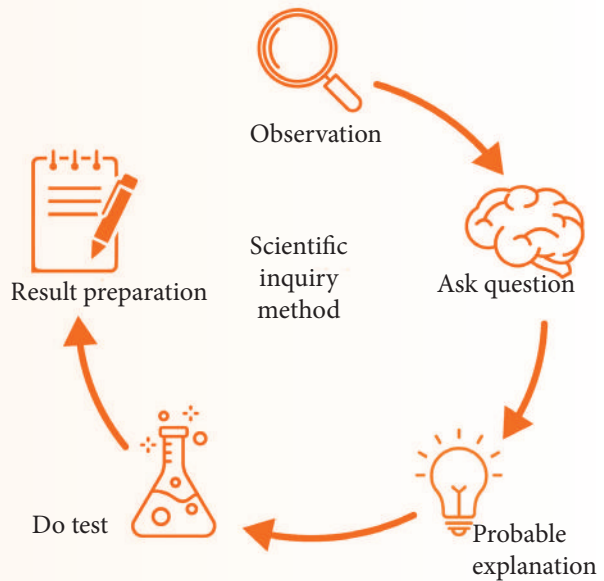 Observation
Scientific
inquiry
method
Ask question
Probable
explanation
Do test
Result preparation